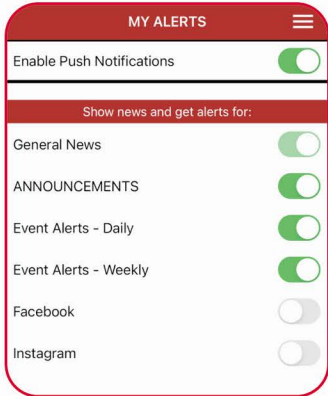 MY ALERTS
Enable Push Notifications
Show news and get alerts for:
General News
ANNOUNCEMENTS
Event Alerts - Daily
Event Alerts - Weekly
Facebook
Instagram